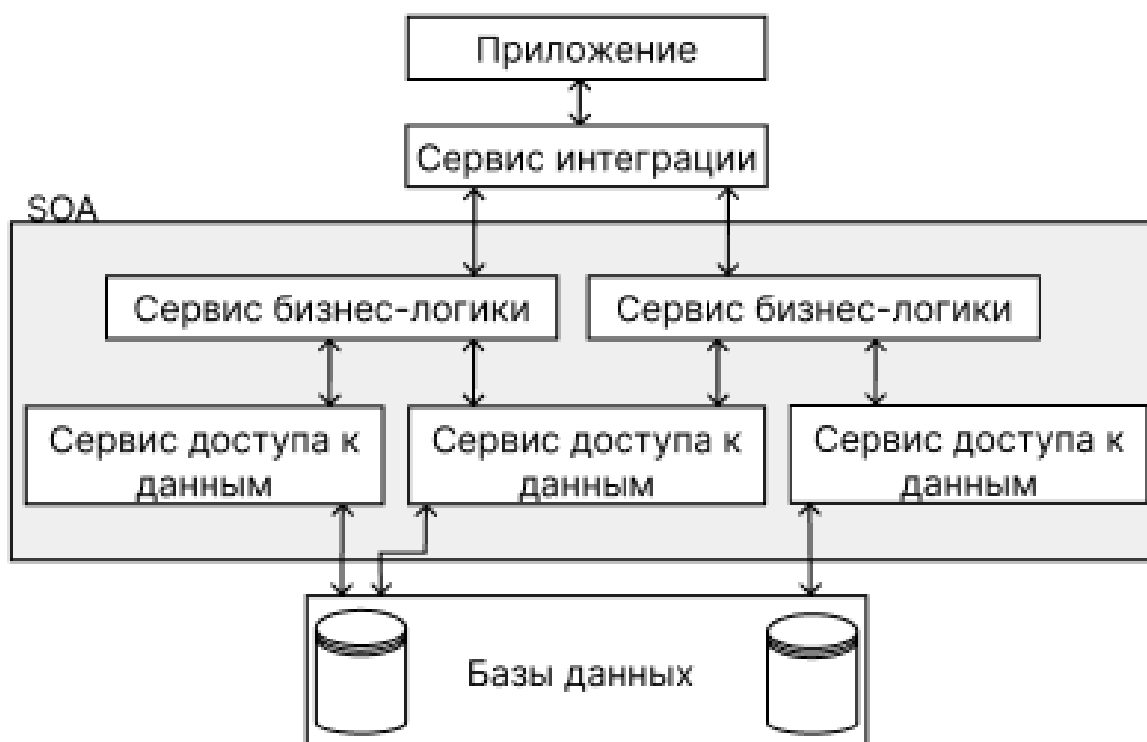 Приложение
Сервис интеграции
SOA
Сервис бизнес-логики
Сервис бизнес-логики
Сервис доступа к
данным
Сервис доступа к
данным
Сервис доступа к
данным
Базы данных